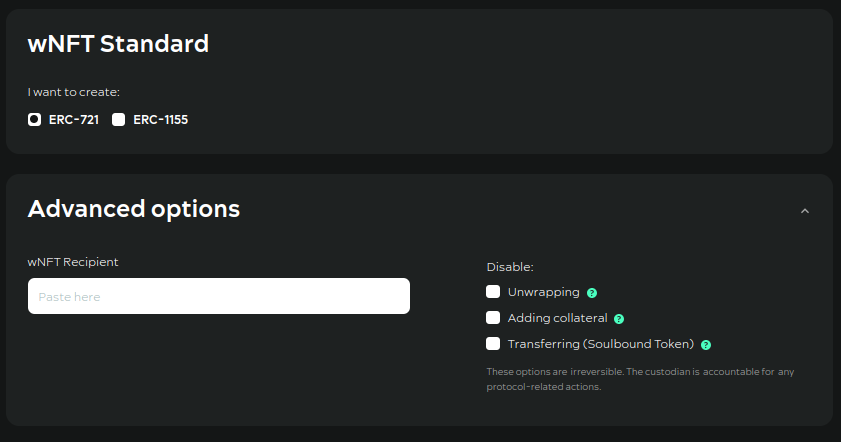 wNFT Standard
I want to create:
ERC-721 ERC-1155
Advanced options
wNFT Recipient
Paste here
Disable:
Unwrapping ?
Adding collateral ?
Transferring (Soulbound Token) ?
These options are irreversible. The custodian is accountable for any
protocol-related actions.